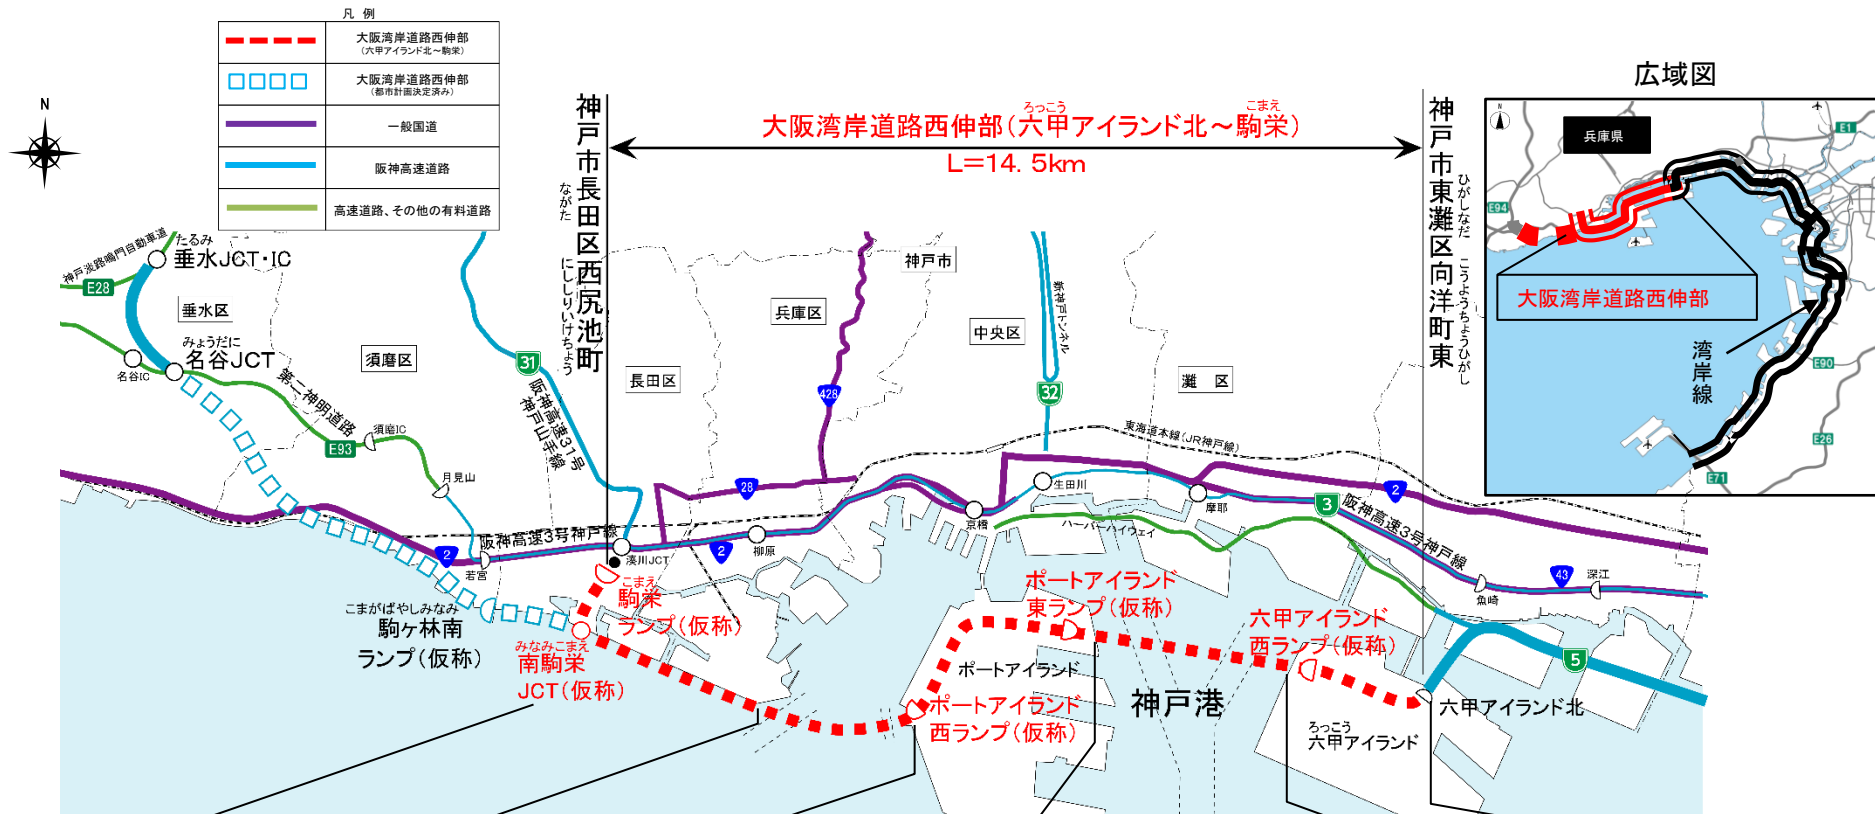 凡 例
大阪湾岸道路西伸部
(六甲アイランド北~駒栄)
大阪湾岸道路西伸部
(都市計画決定済み)
一般国道
阪神高速道路
高速道路、その他の有料道路
N
神戸市長田区西尻池町
ながた
にししりいけちょう
大阪湾岸道路西伸部(六甲アイランド北~駒栄)
ろっこう
こまえ
L=14. 5km
神戸市東灘区向洋町東
ひがしなだ
こうようちょうひがし
広域図
N
兵庫県
E1
E94
大阪湾岸道路西伸部
湾岸線
E90
E26
E71
神戸淡路鳴門自動車道
たるみ
垂水JCT・IC
E28
垂水区
みょうだに
名谷JCT
名谷IC
須磨区
第二神明道路
E93
須磨IC
月見山
31
阪神高速31号
神戸山手線
長田区
兵庫区
428
神戸市
中央区
新神戸トンネル
32
灘 区
東海道本線(JR神戸線)
28
2
阪神高速3号神戸線
2
若宮
湊川JCT
柳原
京橋
生田川
摩耶
ハーバーハイウェイ
3
阪神高速3号神戸線
2
43
魚崎
深江
5
こまがばやしみなみ
駒ヶ林南
ランプ(仮称)
こまえ
駒栄
ランプ(仮称)
みなみこまえ
南駒栄
JCT(仮称)
ポートアイランド
東ランプ(仮称)
ポートアイランド
ポートアイランド
西ランプ(仮称)
神戸港
六甲アイランド
西ランプ(仮称)
六甲アイランド北
ろっこう
六甲アイランド